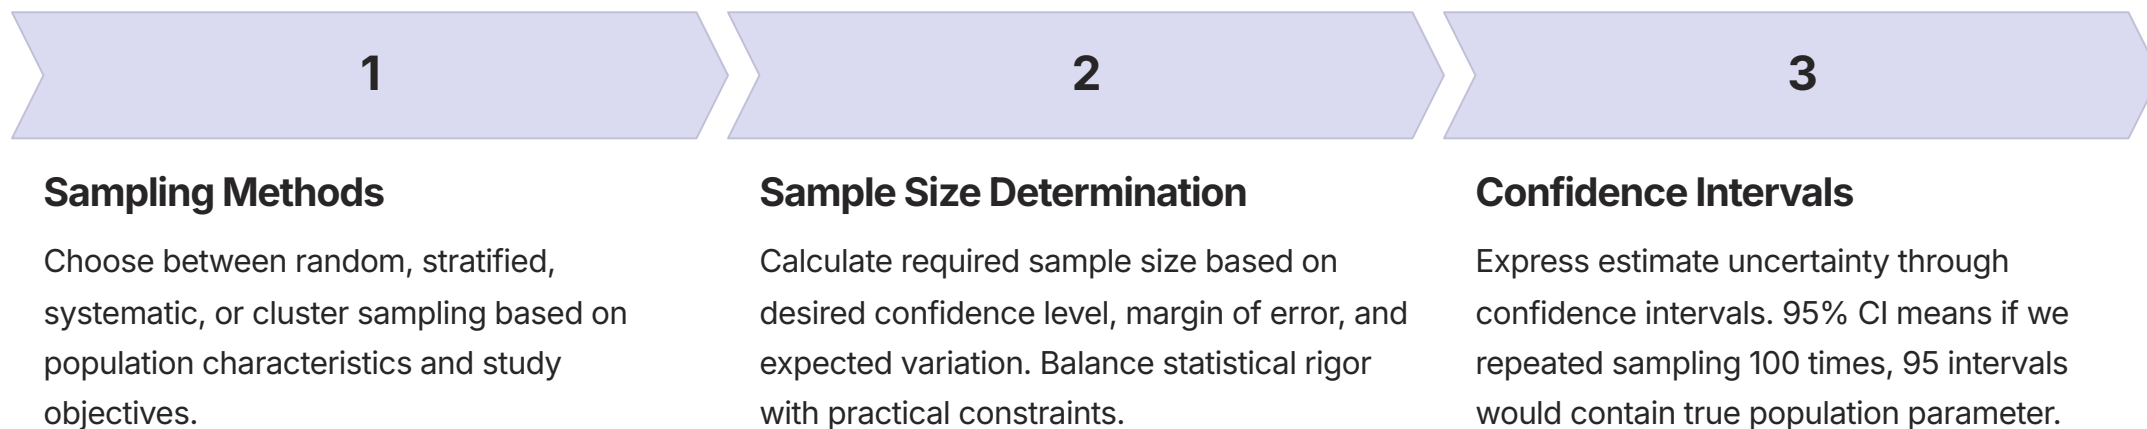 1
Sampling Methods
Choose between random, stratified,
systematic, or cluster sampling based on
population characteristics and study
objectives.
2
Sample Size Determination
Calculate required sample size based on
desired confidence level, margin of error, and
expected variation. Balance statistical rigor
with practical constraints.
3
Confidence Intervals
Express estimate uncertainty through
confidence intervals. 95% CI means if we
repeated sampling 100 times, 95 intervals
would contain true population parameter.